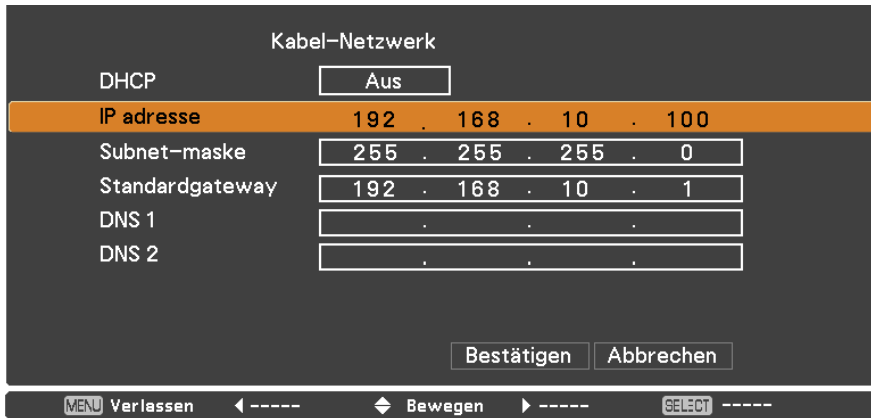 Kabel-Netzwerk
DHCP Aus
IP adresse 192 . 168 . 10 . 100
Subnet-maske 255 . 255 . 255 . 0
Standardgateway 192 . 168 . 10 . 1
DNS 1 . . .
DNS 2 . . .
Bestätigen Abbrechen
MENU Verlassen ◀ ----- ◆ Bewegen ▶ ----- SELECT -----